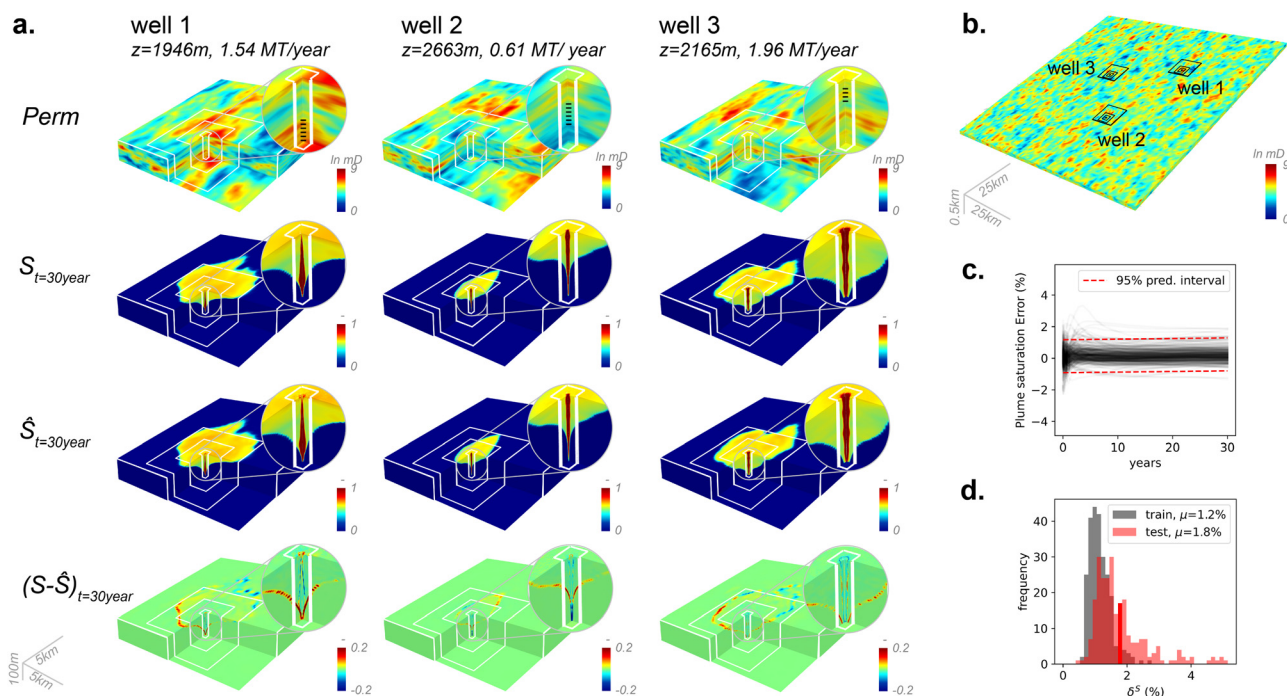 a.
well 1
z=1946m, 1.54 MT/year
well 2
z=2663m, 0.61 MT/ year
well 3
z=2165m, 1.96 MT/year
Perm
ln mD
9
0
ln mD
9
0
ln mD
9
0
S t=30year
-
1
0
-
1
0
-
1
0
Ŝ t=30year
-
1
0
-
1
0
-
1
0
(S-Ŝ) t=30year
-
0.2
-0.2
-
0.2
-0.2
-
0.2
-0.2
100m
5km
5km
b.
well 3
well 1
well 2
ln mD
9
0
0.5km
25km
25km
c.
Plume saturation Error (%)
4
2
0
−2
−4
95% pred. interval
0
10
20
30
years
d.
frequency
40
30
20
10
0
train, μ=1.2%
test, μ=1.8%
0
2
4
δ^S (%)